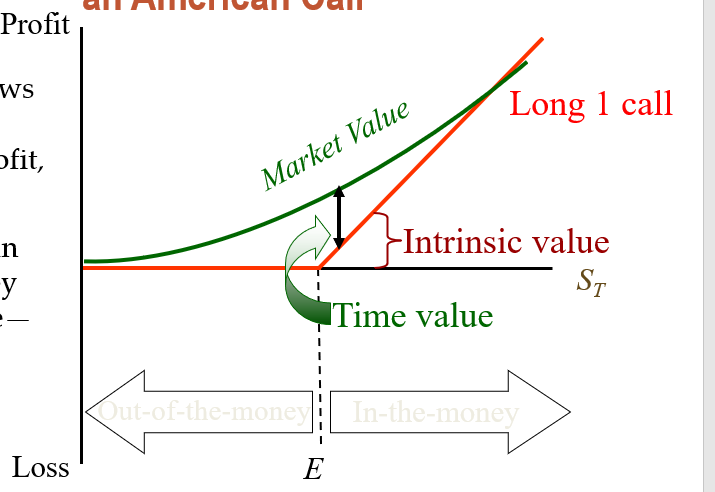 an American Call
Profit
ws
ofit,
Market Value
Long 1 call
n
y
e—
Intrinsic value
S_T
Time value
Out-of-the-money
In-the-money
Loss
E